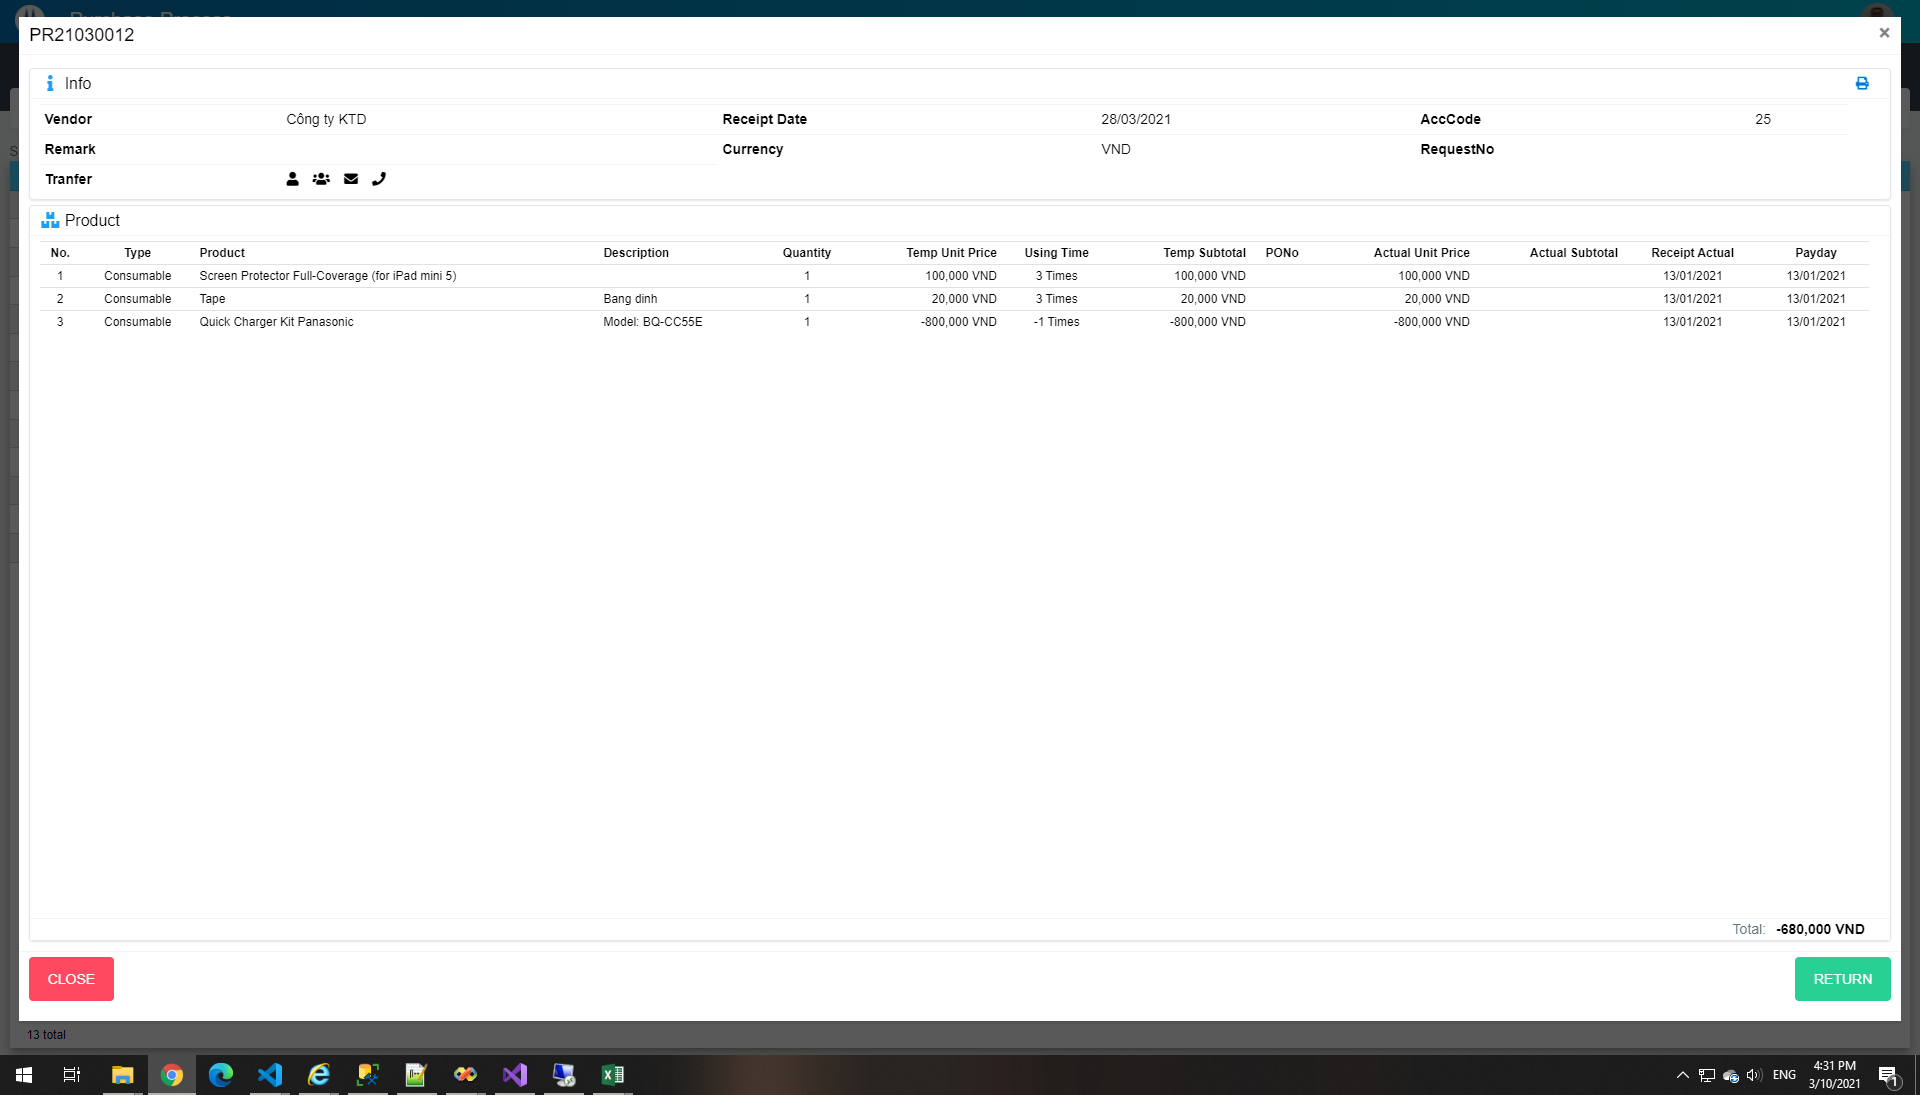 Purchase Process
PR21030012 ×
Info
Vendor Công ty KTD Receipt Date 28/03/2021 AccCode 25
Remark Currency VND RequestNo
Tranfer
Product
No. Type Product Description Quantity Temp Unit Price Using Time Temp Subtotal PONo Actual Unit Price Actual Subtotal Receipt Actual Payday
1 Consumable Screen Protector Full-Coverage (for iPad mini 5) 1 100,000 VND 3 Times 100,000 VND 100,000 VND 13/01/2021 13/01/2021
2 Consumable Tape Bang dinh 1 20,000 VND 3 Times 20,000 VND 20,000 VND 13/01/2021 13/01/2021
3 Consumable Quick Charger Kit Panasonic Model: BQ-CC55E 1 -800,000 VND -1 Times -800,000 VND -800,000 VND 13/01/2021 13/01/2021
Total: -680,000 VND
CLOSE RETURN
13 total
4:31 PM
ENG
3/10/2021
1